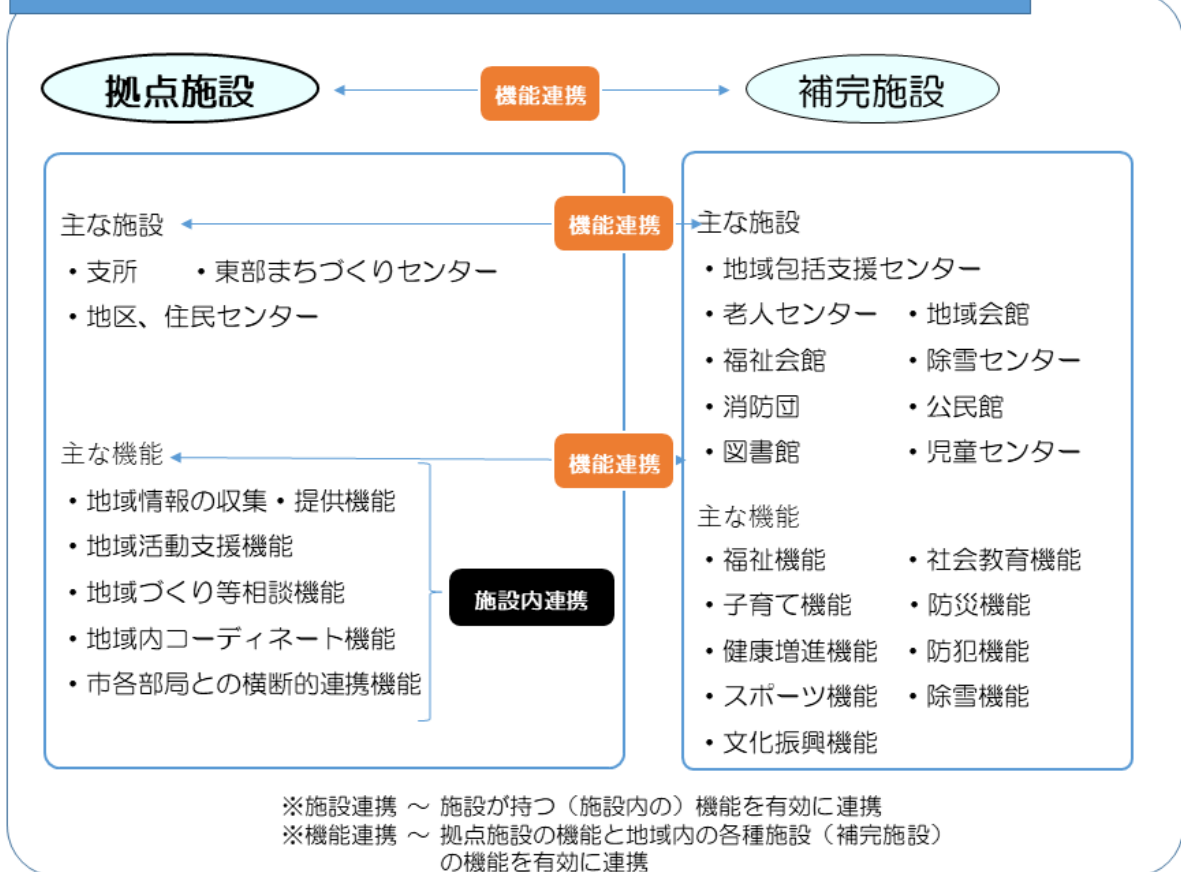 拠点施設
機能連携
補完施設
主な施設
・支所 ・東部まちづくりセンター
・地区、住民センター
主な機能
・地域情報の収集・提供機能
・地域活動支援機能
・地域づくり等相談機能
・地域内コーディネート機能
・市各部局との横断的連携機能
施設内連携
機能連携
機能連携
主な施設
・地域包括支援センター
・老人センター ・地域会館
・福祉会館 ・除雪センター
・消防団 ・公民館
・図書館 ・児童センター
主な機能
・福祉機能 ・社会教育機能
・子育て機能 ・防災機能
・健康増進機能 ・防犯機能
・スポーツ機能 ・除雪機能
・文化振興機能
※施設連携 ～ 施設が持つ（施設内の）機能を有効に連携
※機能連携 ～ 拠点施設の機能と地域内の各種施設（補完施設）
の機能を有効に連携